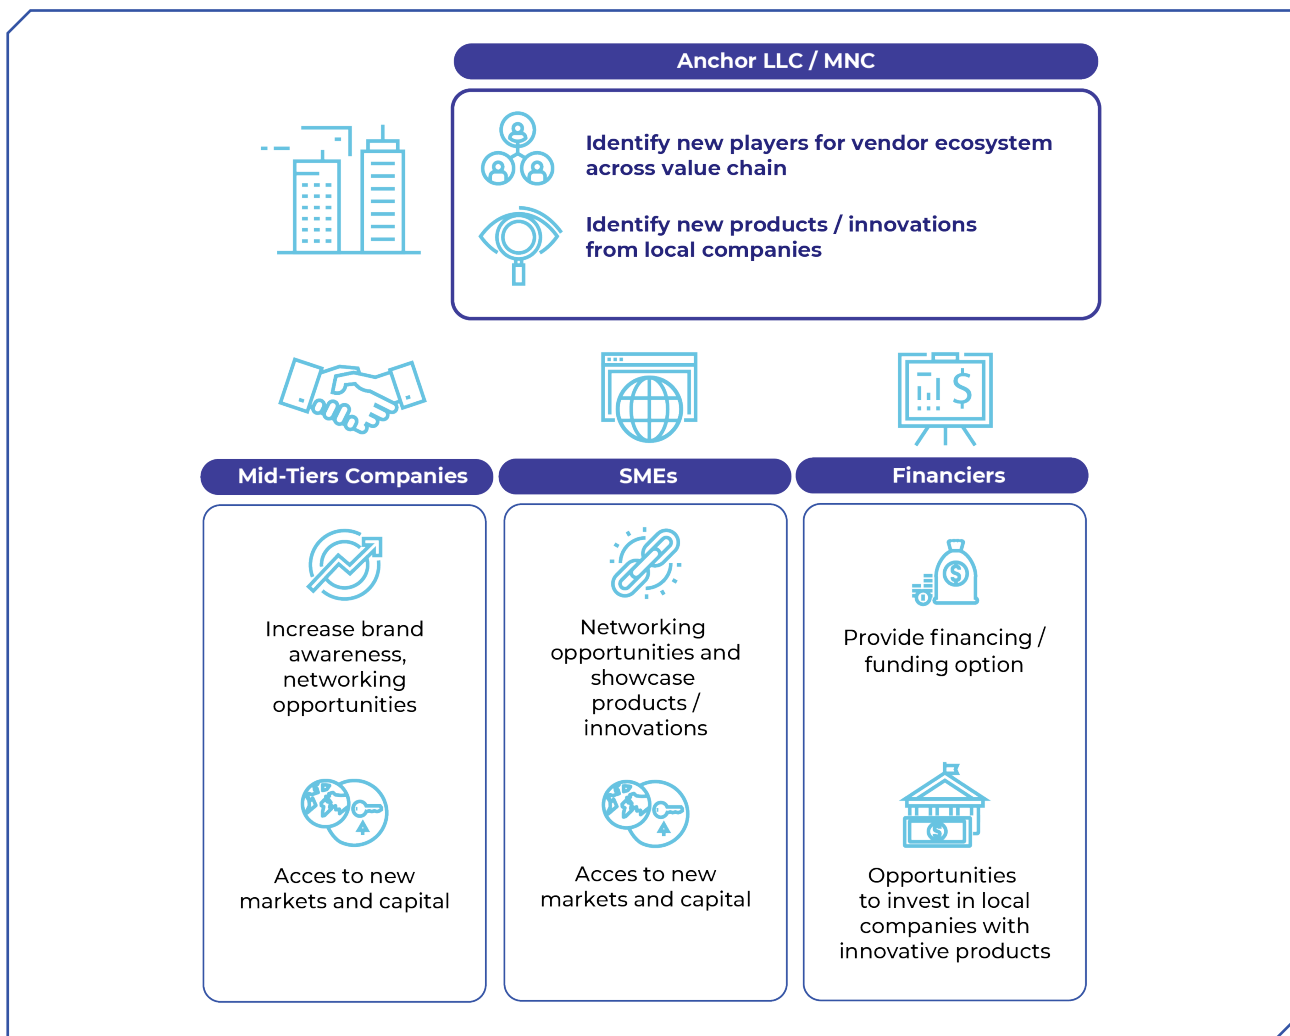 Anchor LLC / MNC
Identify new players for vendor ecosystem
across value chain
Identify new products / innovations
from local companies
Mid-Tiers Companies
Increase brand
awareness,
networking
opportunities
Acces to new
markets and capital
SMEs
Networking
opportunities and
showcase
products /
innovations
Acces to new
markets and capital
Financiers
Provide financing /
funding option
Opportunities
to invest in local
companies with
innovative products